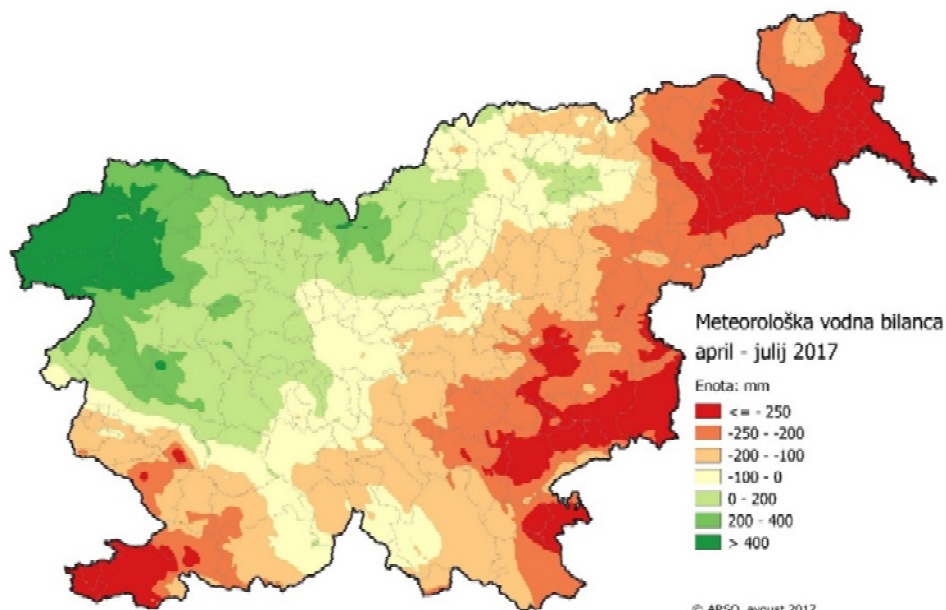 Meteorološka vodna bilanca
april - julij 2017
Enota: mm
<= - 250
-250 - -200
-200 - -100
-100 - 0
0 - 200
200 - 400
> 400
© ARSO, avgust 2017